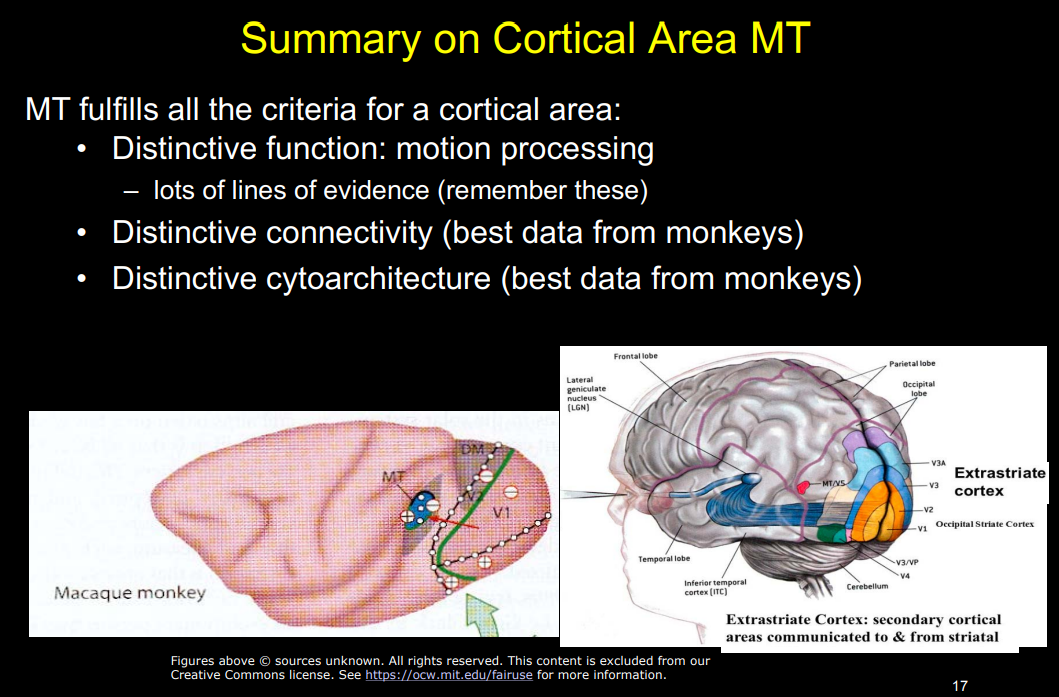 Summary on Cortical Area MT
MT fulfills all the criteria for a cortical area:
• Distinctive function: motion processing
– lots of lines of evidence (remember these)
• Distinctive connectivity (best data from monkeys)
• Distinctive cytoarchitecture (best data from monkeys)
DM
MT
V1
Macaque monkey
Frontal lobe
Parietal lobe
Lateral
geniculate
nucleus
(LGN)
Occipital
lobe
V3A
Extrastriate
cortex
MT/V5
V3
V2
Occipital Striate Cortex
V1
Temporal lobe
V3/VP
Inferior temporal
cortex (ITC)
V4
Cerebellum
Extrastriate Cortex: secondary cortical
areas communicated to & from striatal
Figures above © sources unknown. All rights reserved. This content is excluded from our
Creative Commons license. See https://ocw.mit.edu/fairuse for more information.
17